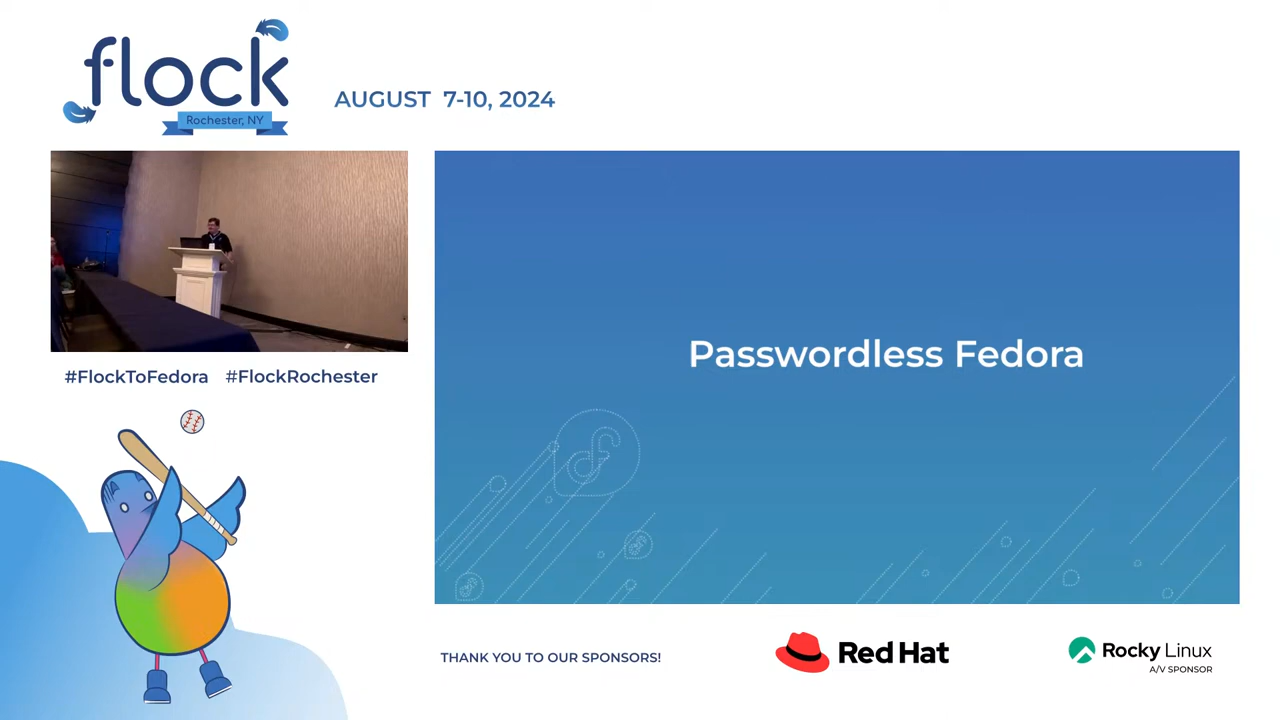 flock
Rochester, NY
AUGUST 7-10, 2024
#FlockToFedora #FlockRochester
Passwordless Fedora
THANK YOU TO OUR SPONSORS!
Red Hat
Rocky Linux
A/V SPONSOR